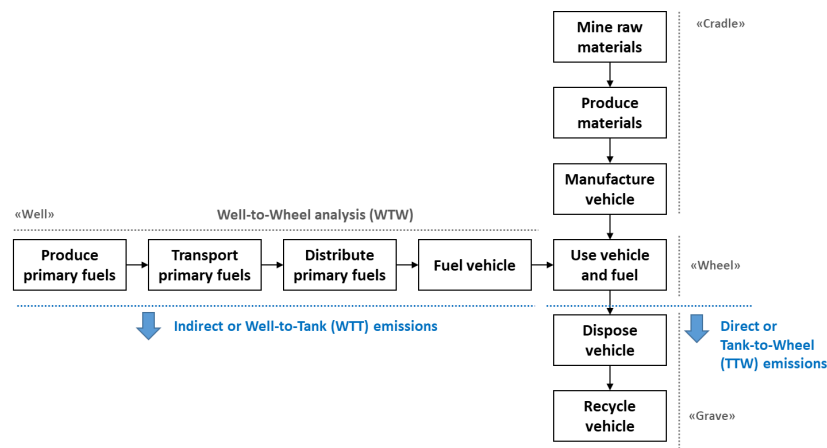 Mine raw
materials
«Cradle»
Produce
materials
Manufacture
vehicle
«Well»
Well-to-Wheel analysis (WTW)
Produce
primary fuels
Transport
primary fuels
Distribute
primary fuels
Fuel vehicle
Use vehicle
and fuel
«Wheel»
Indirect or Well-to-Tank (WTT) emissions
Dispose
vehicle
Direct or
Tank-to-Wheel
(TTW) emissions
Recycle
vehicle
«Grave»